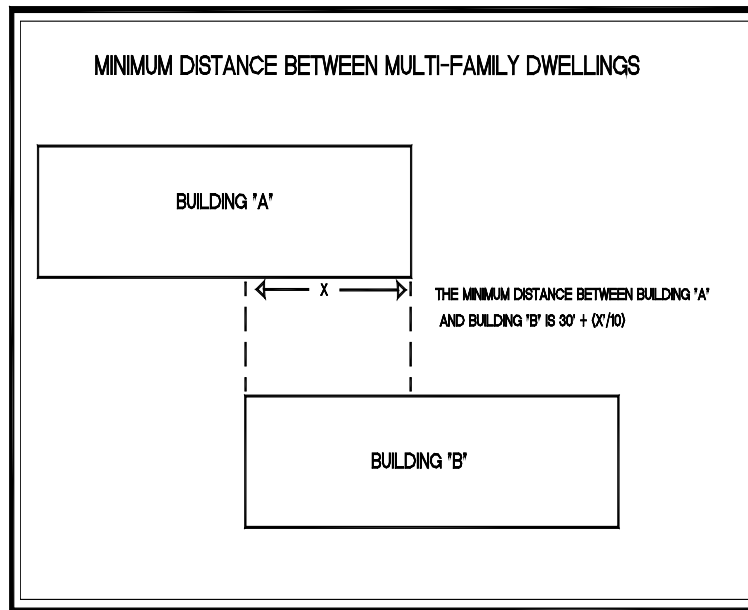 MINIMUM DISTANCE BETWEEN MULTI-FAMILY DWELLINGS
BUILDING "A"
X
THE MINIMUM DISTANCE BETWEEN BUILDING "A"
AND BUILDING "B" IS 30' + (X'/10)
BUILDING "B"